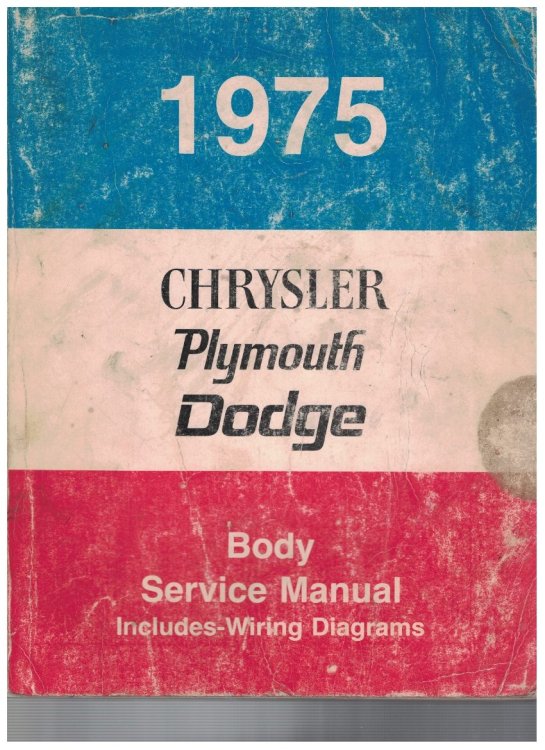 1975
CHRYSLER
Plymouth
Dodge
Body
Service Manual
Includes-Wiring Diagrams